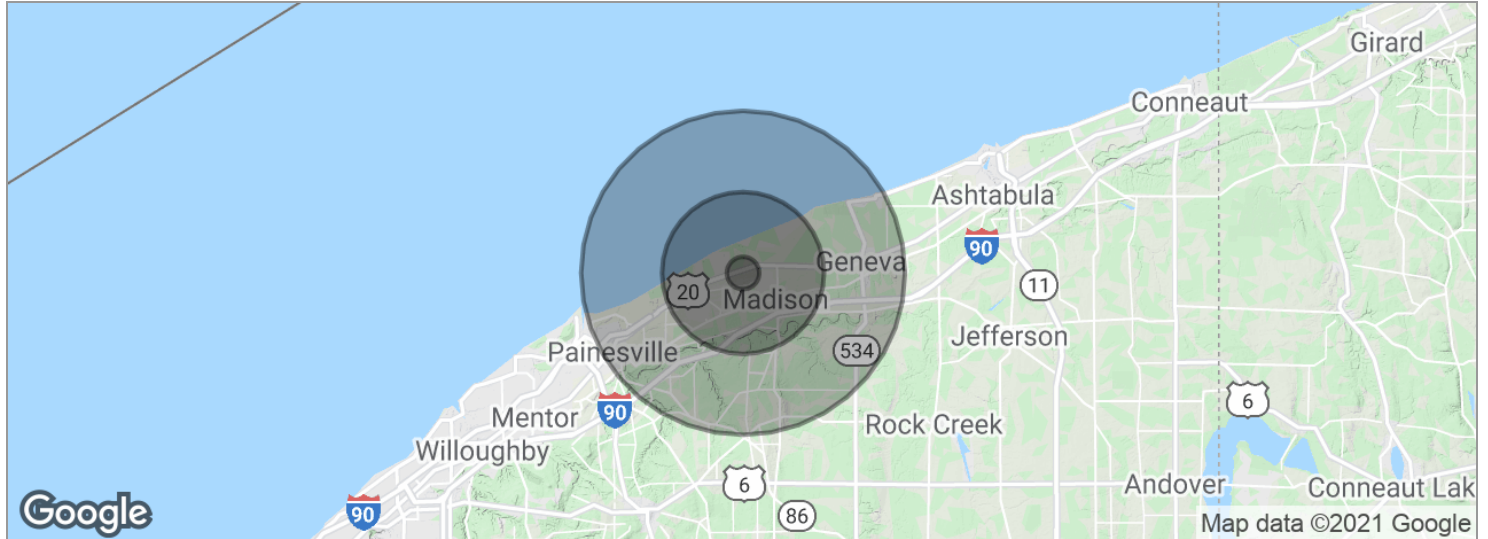 Girard
Conneaut
Ashtabula
90
Geneva
11
20
Madison
Jefferson
534
Painesville
6
90
Mentor
Rock Creek
Willoughby
6
Andover
Conneaut Lak
90
86
Google
Map data ©2021 Google